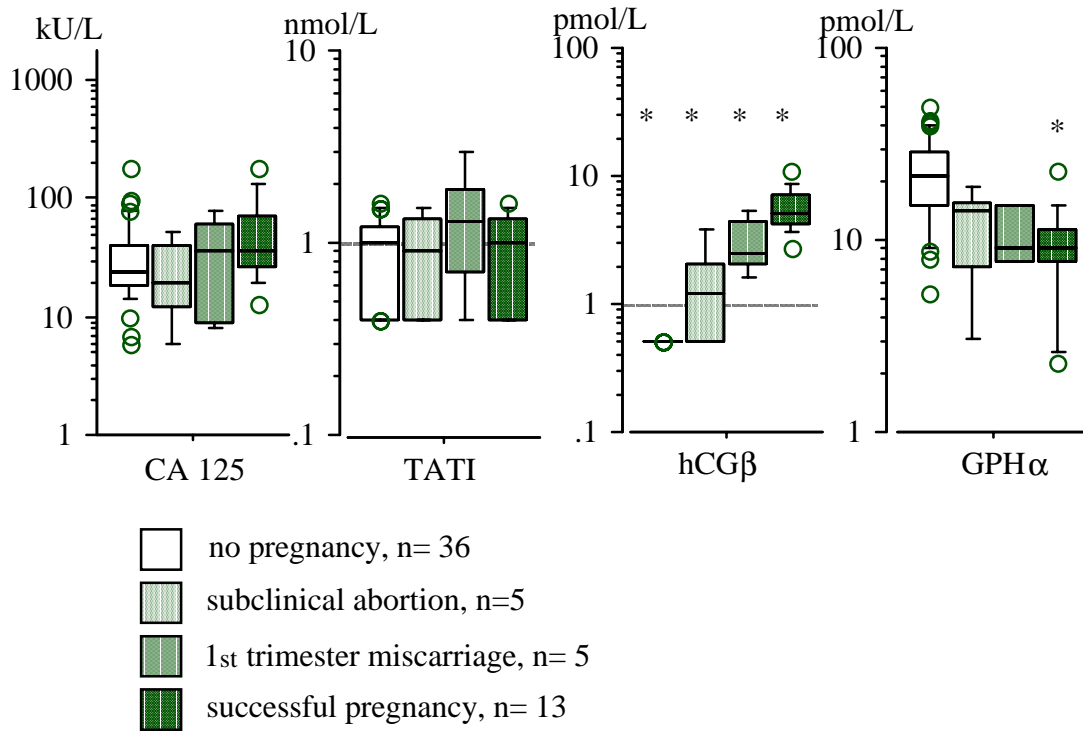 kU/L
1000
100
10
1
CA 125
nmol/L
10
1
.1
TATI
pmol/L
100
10
1
.1
* * * *
hCGβ
pmol/L
100
10
1
*
GPHα
no pregnancy, n= 36
subclinical abortion, n=5
1st trimester miscarriage, n= 5
successful pregnancy, n= 13